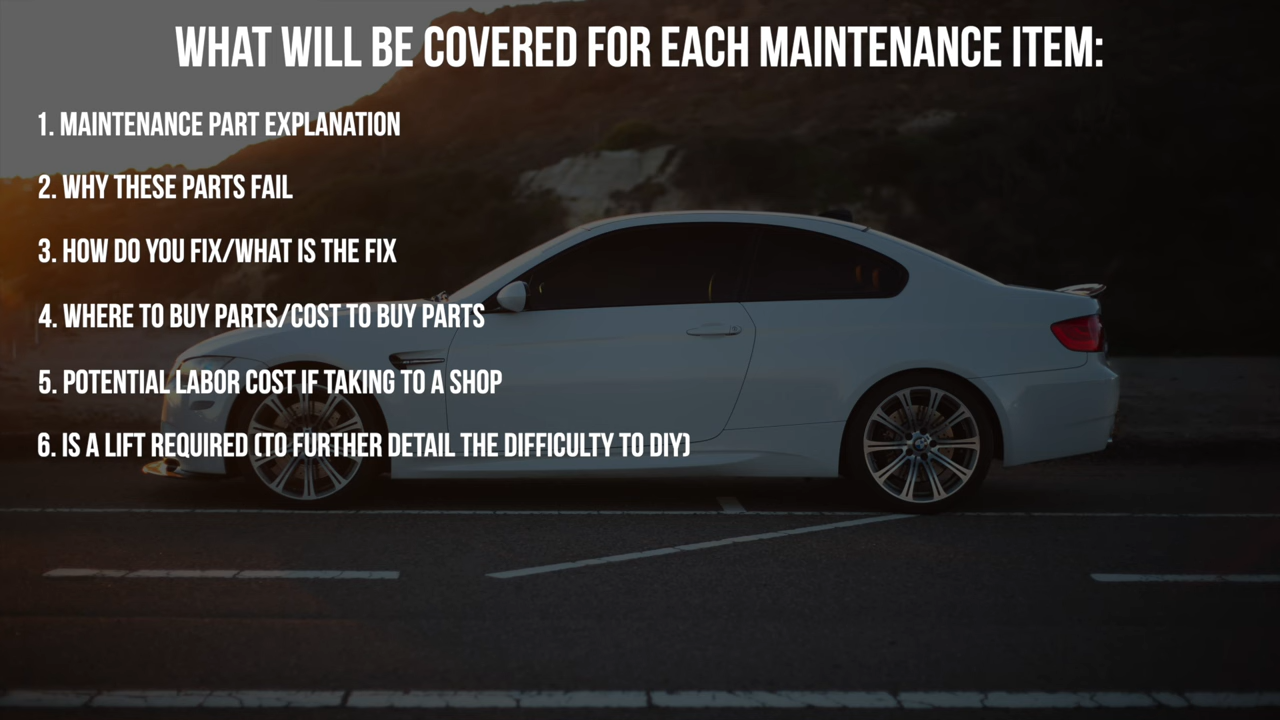 WHAT WILL BE COVERED FOR EACH MAINTENANCE ITEM:
1. MAINTENANCE PART EXPLANATION
2. WHY THESE PARTS FAIL
3. HOW DO YOU FIX/WHAT IS THE FIX
4. WHERE TO BUY PARTS/COST TO BUY PARTS
5. POTENTIAL LABOR COST IF TAKING TO A SHOP
6. IS A LIFT REQUIRED (TO FURTHER DETAIL THE DIFFICULTY TO DIY)